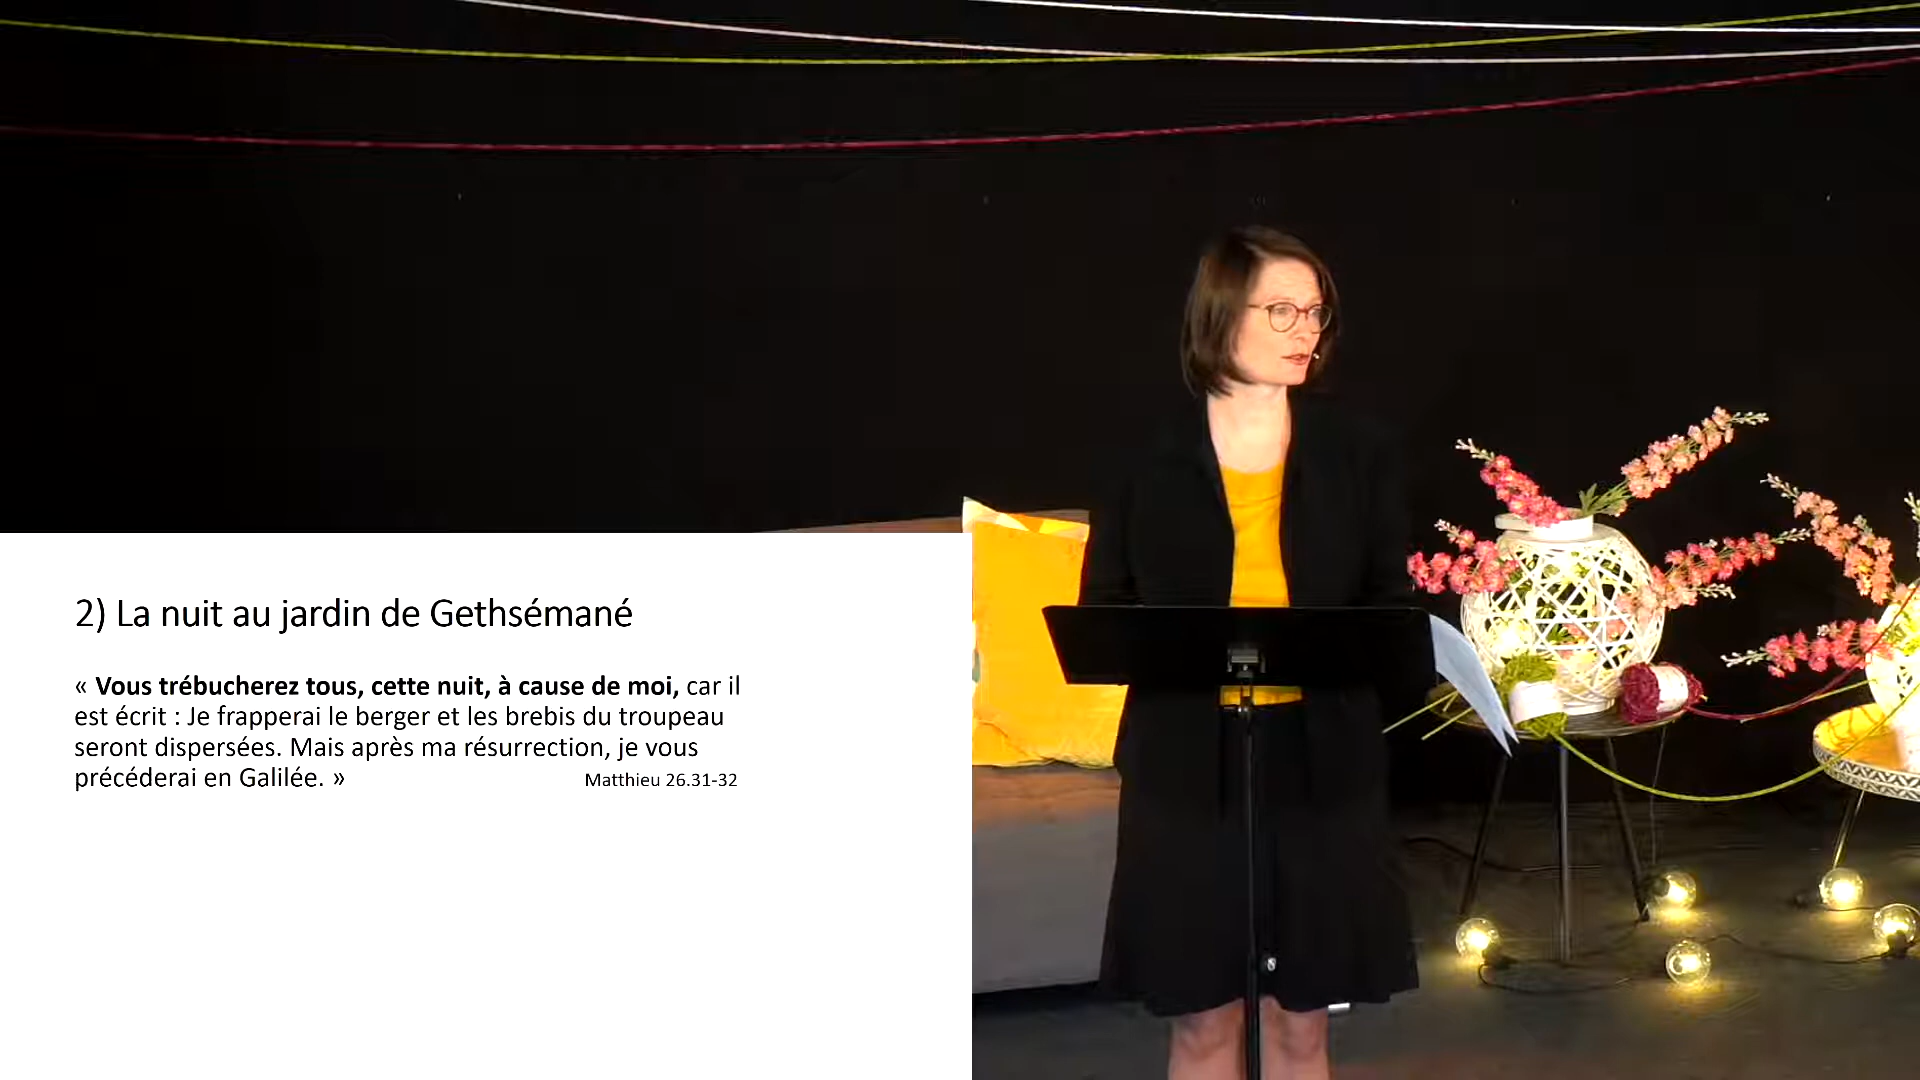 2) La nuit au jardin de Gethsémané
« Vous trébucherez tous, cette nuit, à cause de moi, car il
est écrit : Je frapperai le berger et les brebis du troupeau
seront dispersées. Mais après ma résurrection, je vous
précéderai en Galilée. » Matthieu 26.31-32